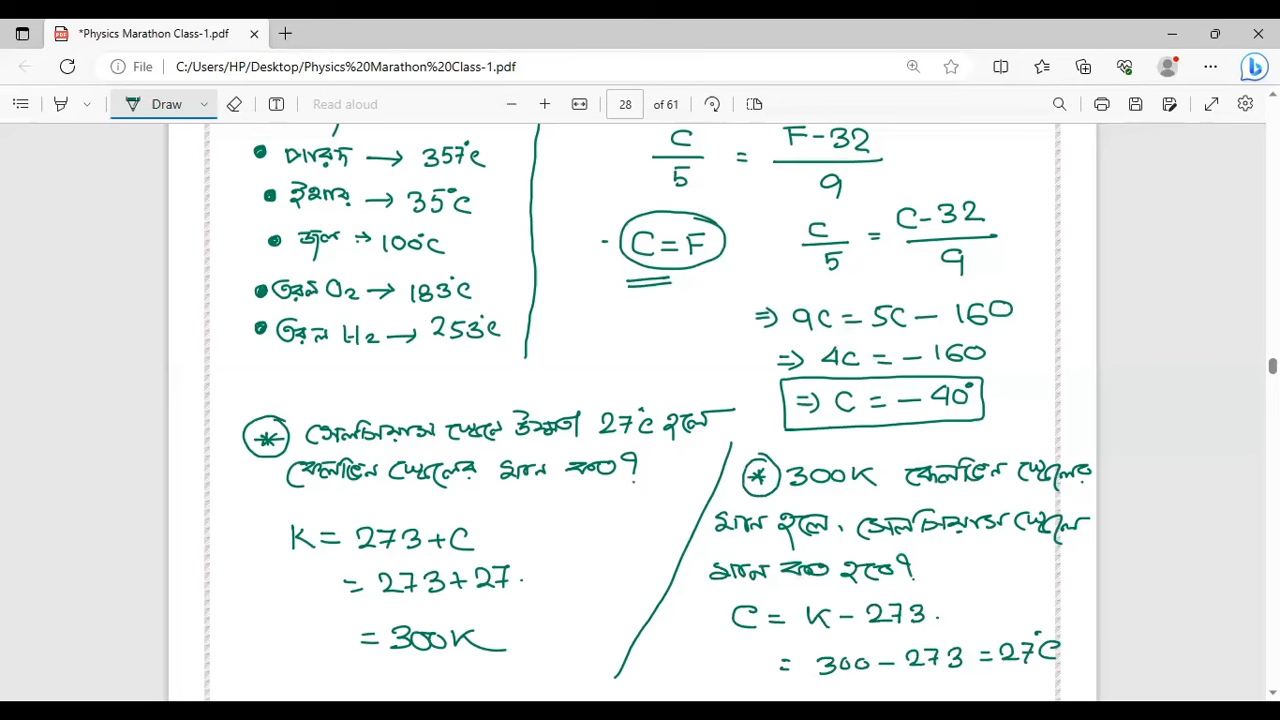 *Physics Marathon Class-1.pdf
File C:/Users/HP/Desktop/Physics%20Marathon%20Class-1.pdf
Draw Read aloud 28 of 61
পারদ → 357°C
ইথার → 35°C
জল → 100°C
তরল O₂ → 183°C
তরল H₂ → 253°C
C/5 = F-32/9
C = F
C/5 = C-32/9
⇒ 9C = 5C - 160
⇒ 4C = - 160
⇒ C = - 40°
* সেলসিয়াস স্কেলে উষ্ণতা 27°C হলে
কেলভিন স্কেলের মান কত?
K = 273 + C
= 273 + 27
= 300K
* 300K কেলভিন স্কেলের
মান হলে, সেলসিয়াস স্কেলে
মান কত হবে?
C = K - 273
= 300 - 273 = 27°C